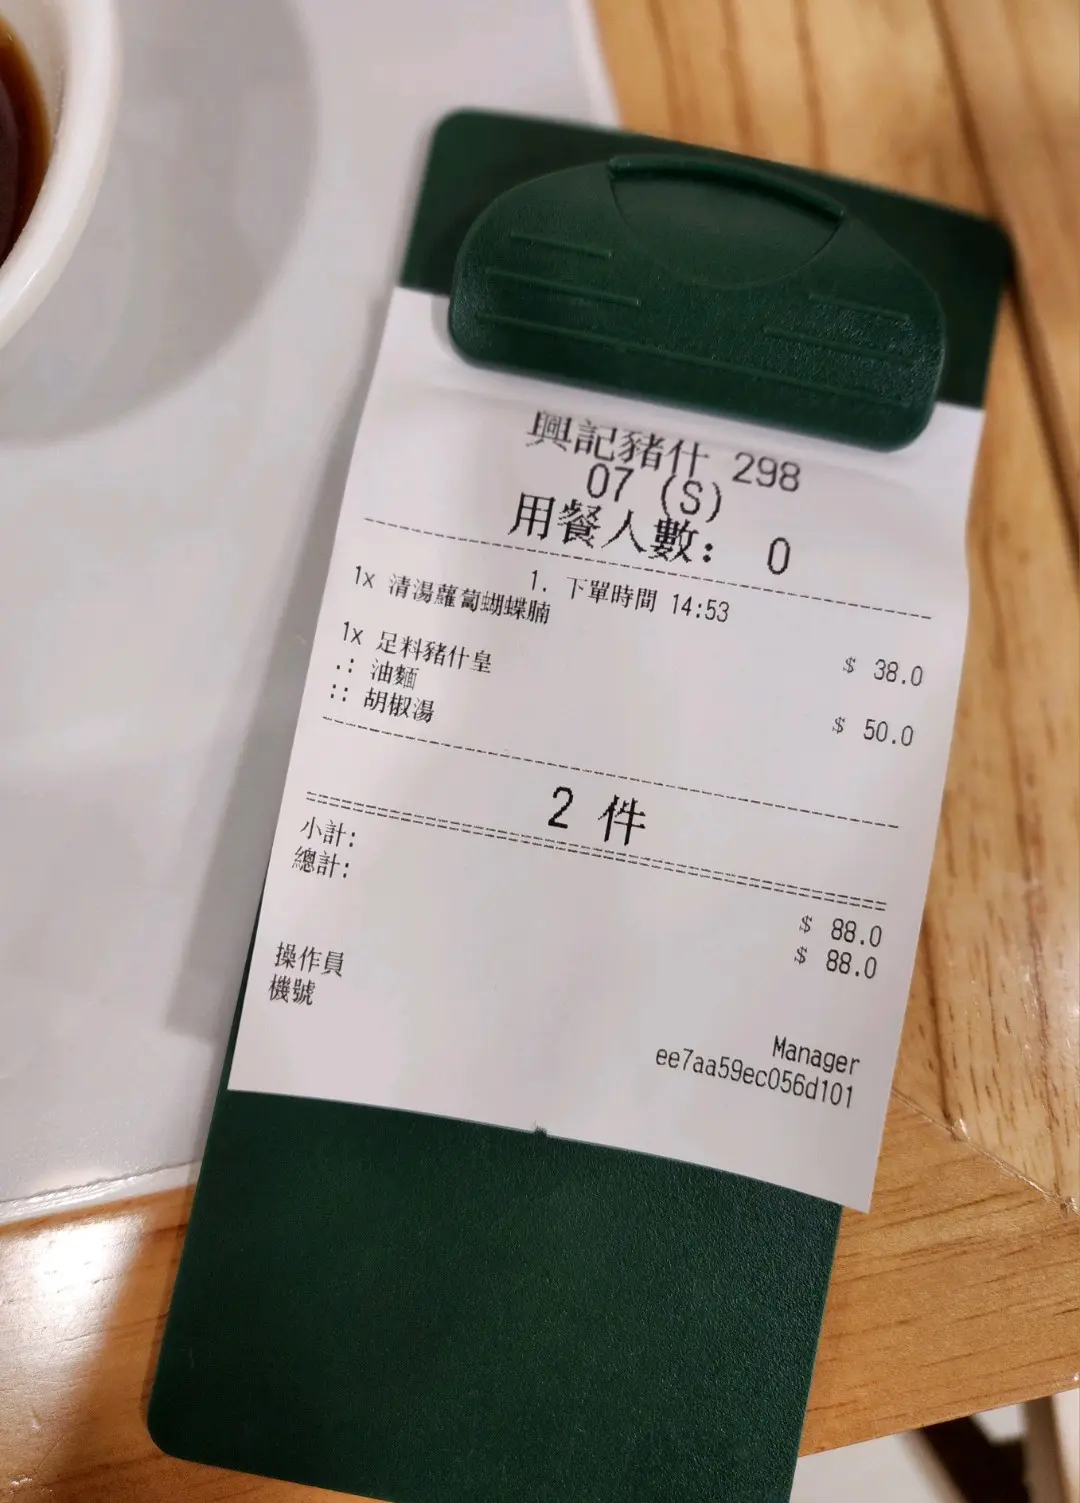 興記豬什 298
07 (S)
用餐人數: 0
1. 下單時間 14:53
1x 清湯蘿蔔蝴蝶腩
$ 38.0
1x 足料豬什皇
$ 50.0
.: 油麵
:: 胡椒湯
2 件
小計:
$ 88.0
總計:
$ 88.0
操作員
Manager
機號
ee7aa59ec056d101